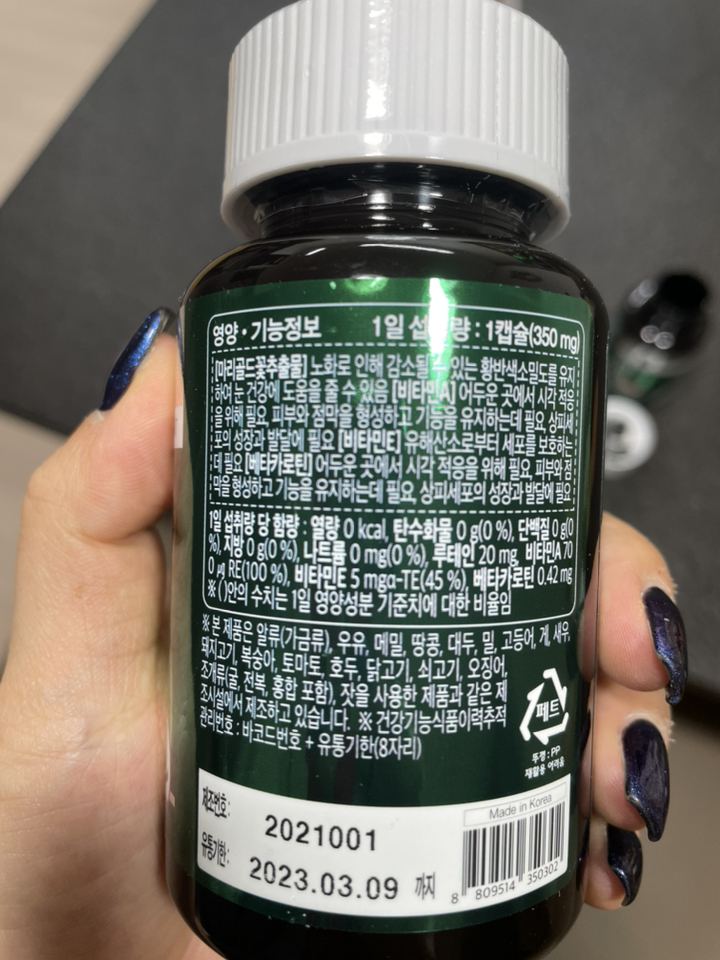 영양·기능정보 1일 섭취량 : 1캡슐(350 mg)
[마리골드꽃추출물] 노화로 인해 감소될 수 있는 황반색소밀도를 유지
하여 눈 건강에 도움을 줄 수 있음 [비타민A] 어두운 곳에서 시각 적응
을 위해 필요, 피부와 점막을 형성하고 기능을 유지하는데 필요, 상피세
포의 성장과 발달에 필요 [비타민E] 유해산소로부터 세포를 보호하는
데 필요 [베타카로틴] 어두운 곳에서 시각 적응을 위해 필요, 피부와 점
막을 형성하고 기능을 유지하는데 필요, 상피세포의 성장과 발달에 필요
1일 섭취량 당 함량 : 열량 0 kcal, 탄수화물 0 g(0 %), 단백질 0 g(0
%), 지방 0 g(0 %), 나트륨 0 mg(0 %), 루테인 20 mg, 비타민A 70
0 ㎍ RE(100 %), 비타민E 5 mgα-TE(45 %), 베타카로틴 0.42 mg
※ ( )안의 수치는 1일 영양성분 기준치에 대한 비율임
※ 본 제품은 알류(가금류), 우유, 메밀, 땅콩, 대두, 밀, 고등어, 게, 새우,
돼지고기, 복숭아, 토마토, 호두, 닭고기, 쇠고기, 오징어,
조개류(굴, 전복, 홍합 포함), 잣을 사용한 제품과 같은 제
조시설에서 제조하고 있습니다. ※ 건강기능식품이력추적
관리번호 : 바코드번호 + 유통기한(8자리)
페트
뚜껑 : PP
재활용 어려움
제조번호: 2021001
유통기한: 2023.03.09 까지
Made in Korea
8 809514 350302